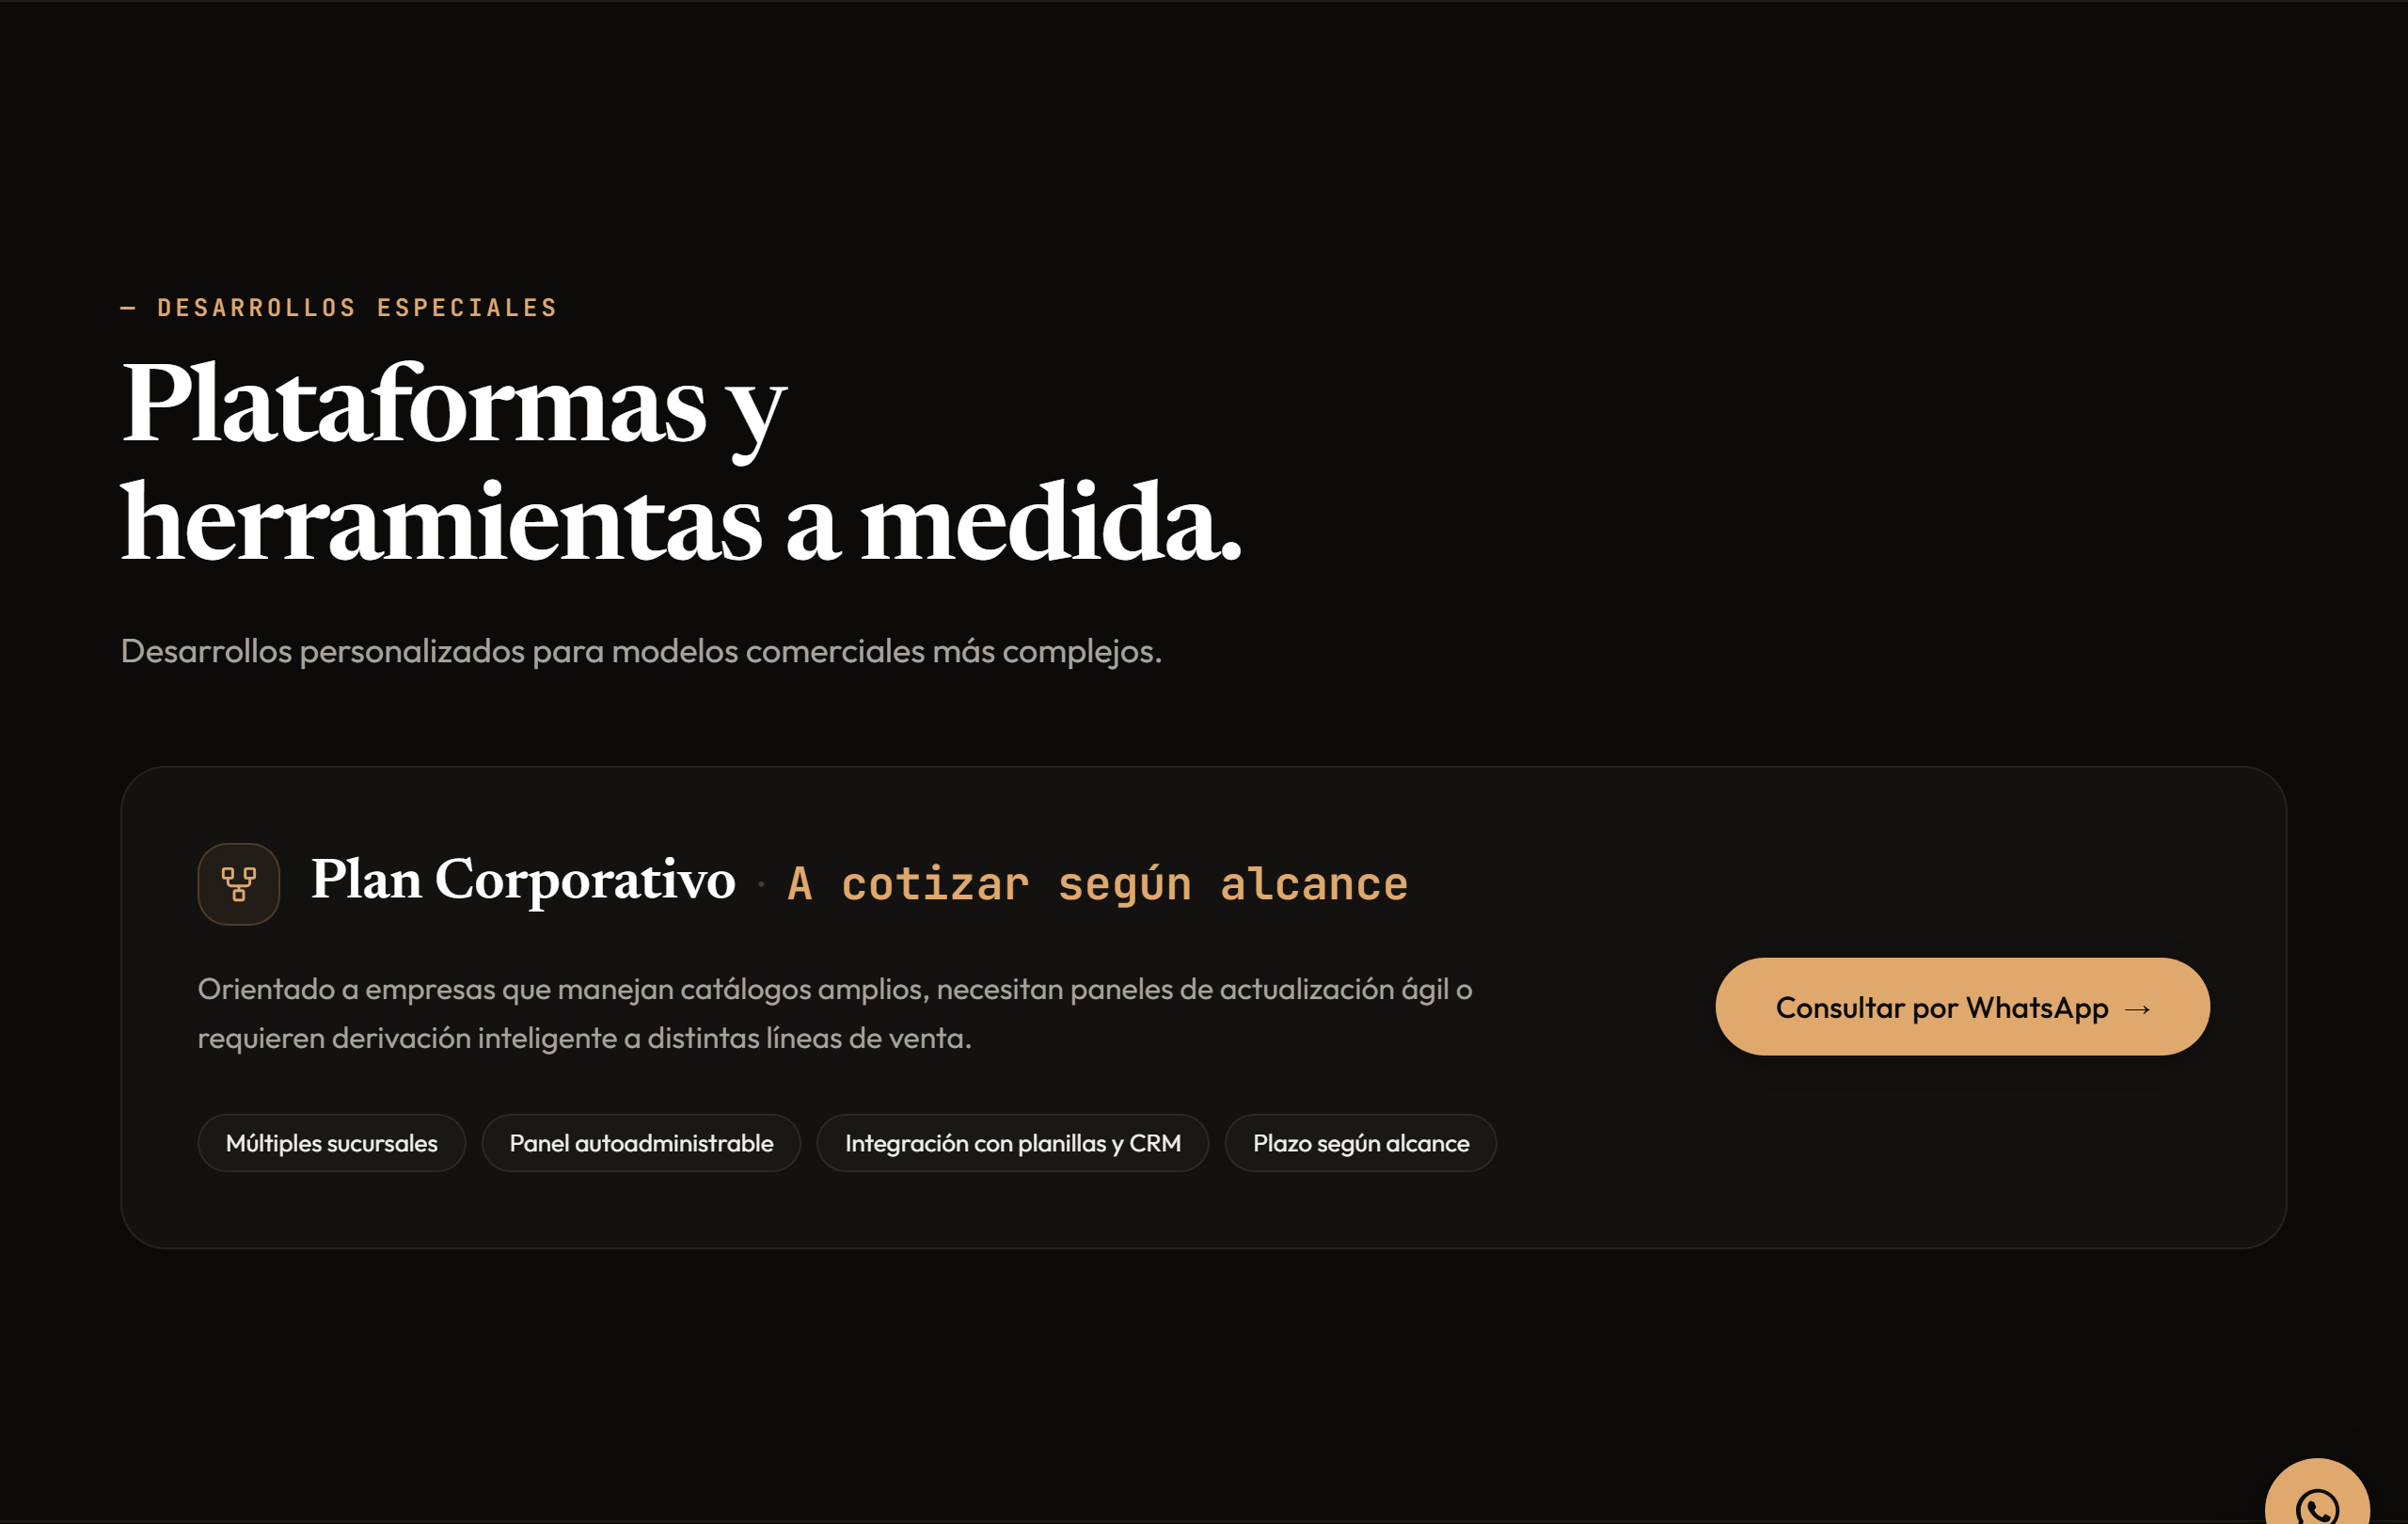 — DESARROLLOS ESPECIALES
Plataformas y
herramientas a medida.
Desarrollos personalizados para modelos comerciales más complejos.
Plan Corporativo · A cotizar según alcance
Orientado a empresas que manejan catálogos amplios, necesitan paneles de actualización ágil o
requieren derivación inteligente a distintas líneas de venta.
Consultar por WhatsApp →
Múltiples sucursales
Panel autoadministrable
Integración con planillas y CRM
Plazo según alcance